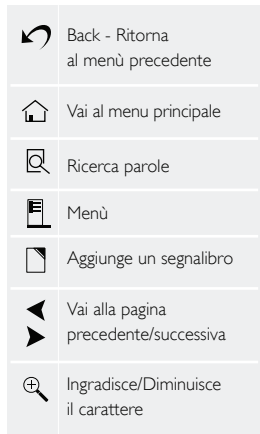 Back - Ritorna
al menù precedente
Vai al menu principale
Ricerca parole
Menù
Aggiunge un segnalibro
Vai alla pagina
precedente/successiva
Ingradisce/Diminuisce
il carattere